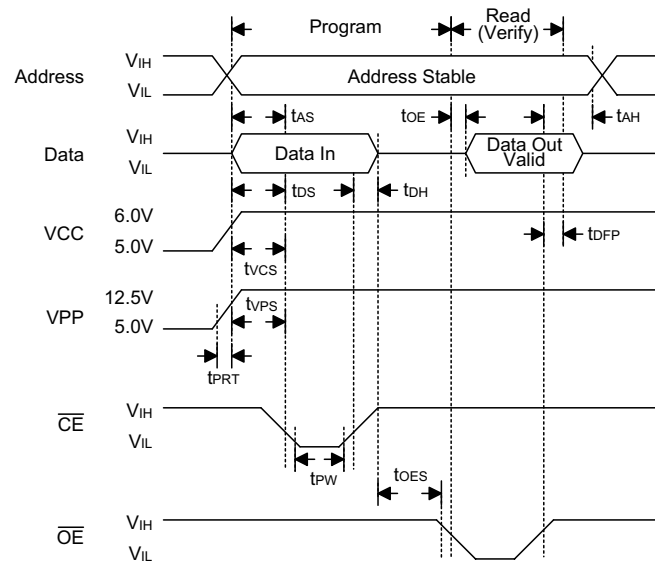 Program
Read
(Verify)
Address
VIH
VIL
Address Stable
tAS
tOE
tAH
Data
VIH
VIL
Data In
Data Out
Valid
tDS
tDH
VCC
6.0V
5.0V
tVCS
tDFP
VPP
12.5V
5.0V
tVPS
tPRT
CE
VIH
VIL
tPW
tOES
OE
VIH
VIL